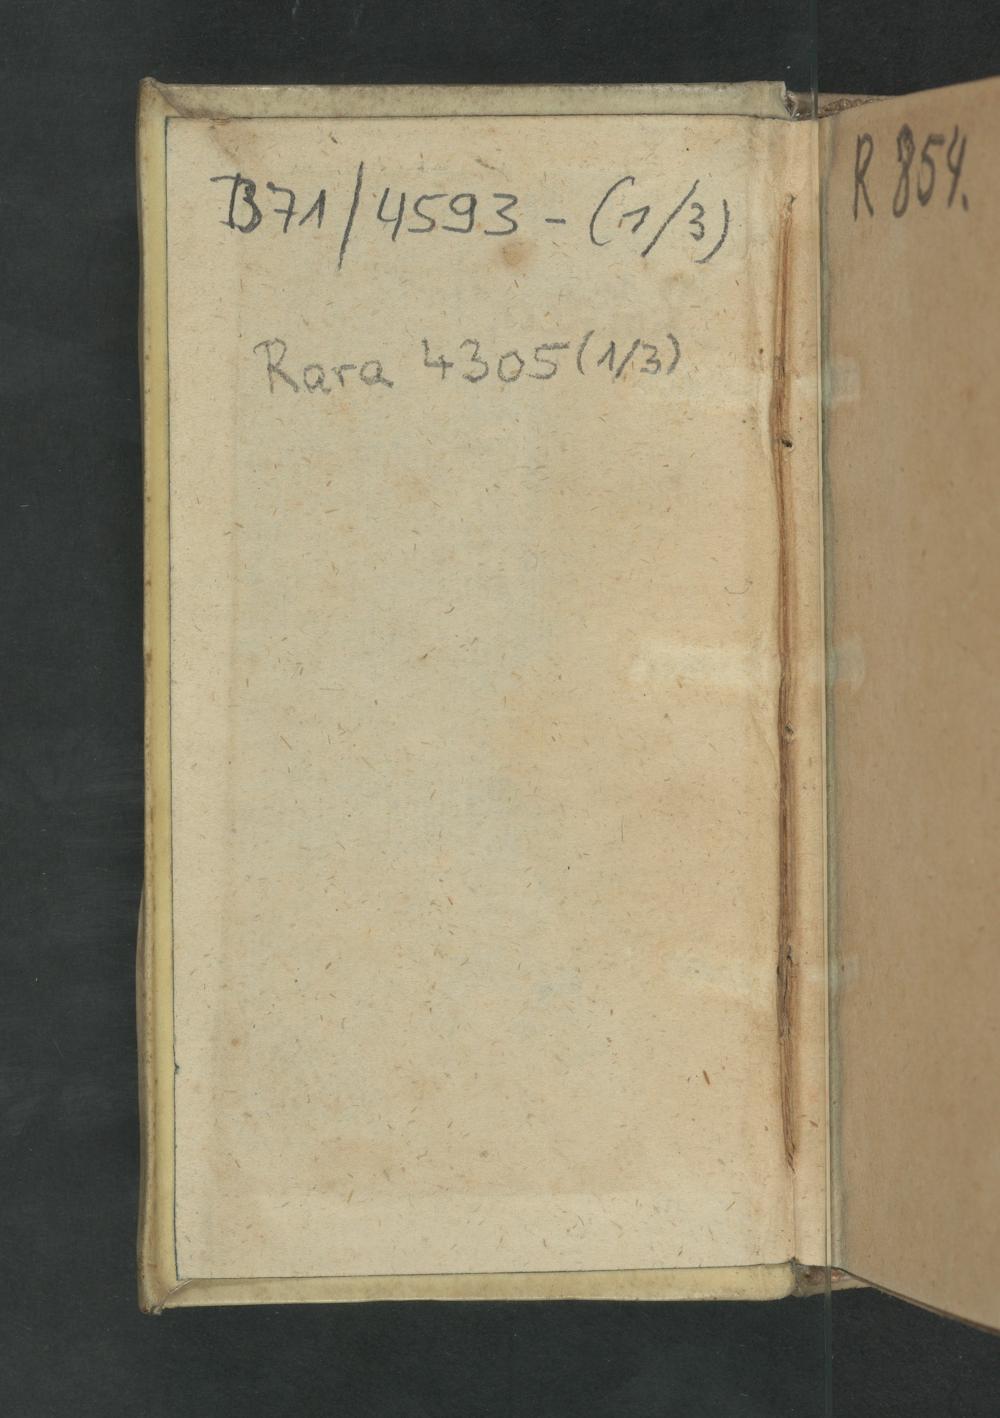 B71/4593 - (1/3)
Rara 4305(1/3)
R 854.